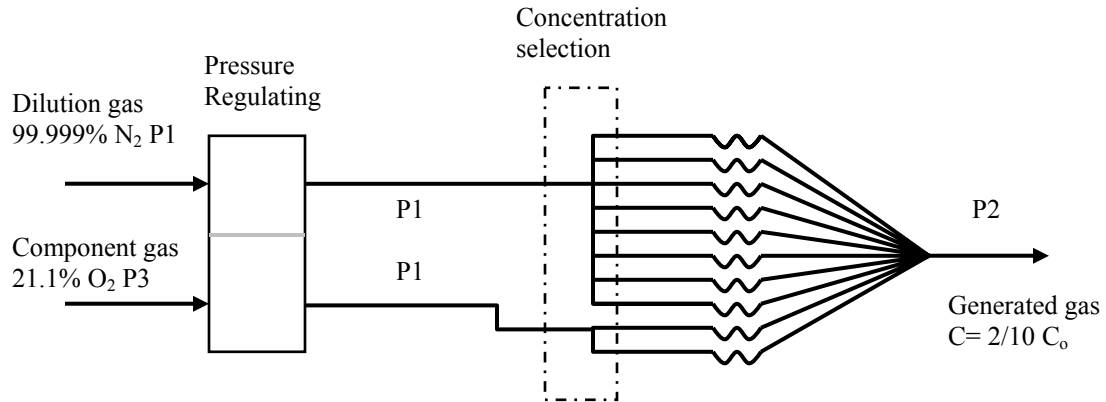 Concentration
selection
Pressure
Regulating
Dilution gas
99.999% N₂ P1
P1
P2
Component gas
21.1% O₂ P3
P1
Generated gas
C= 2/10 Cₒ